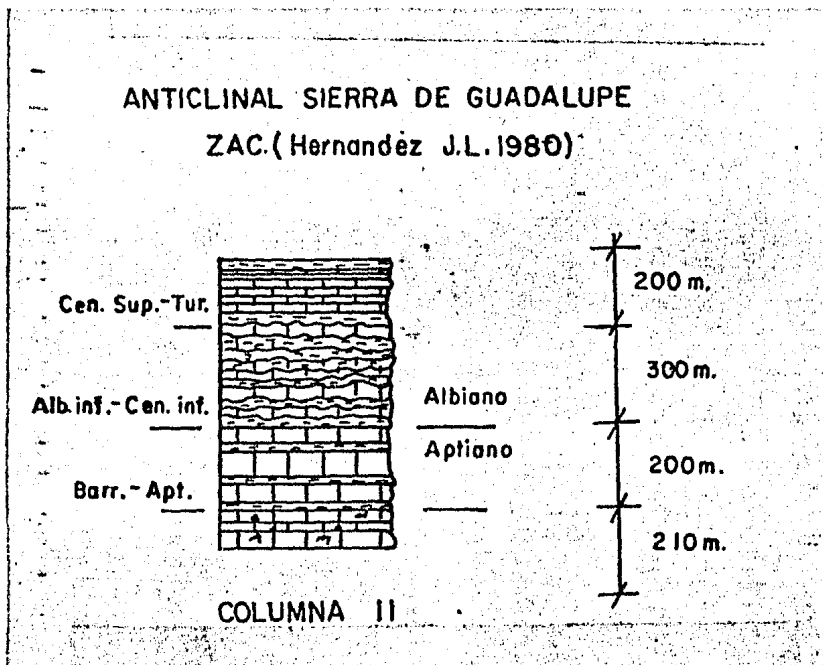 ANTICLINAL SIERRA DE GUADALUPE
ZAC. (Hernandéz J.L. 1980)
200 m.
Cen. Sup.-Tur.
300 m.
Alb. inf.-Cen. inf.
Albiano
Aptiano
200 m.
Barr.-Apt.
210 m.
COLUMNA II